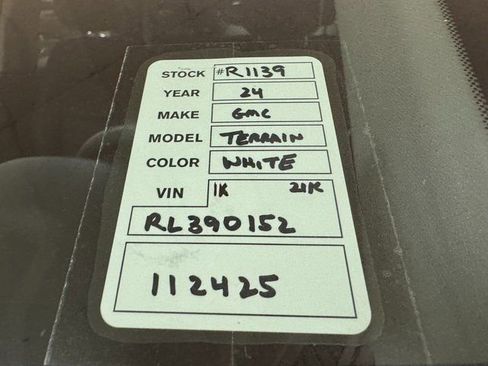 STOCK #R1139
YEAR 24
MAKE GMC
MODEL TERRAIN
COLOR WHITE
VIN 1K 21K
RL390152
112425